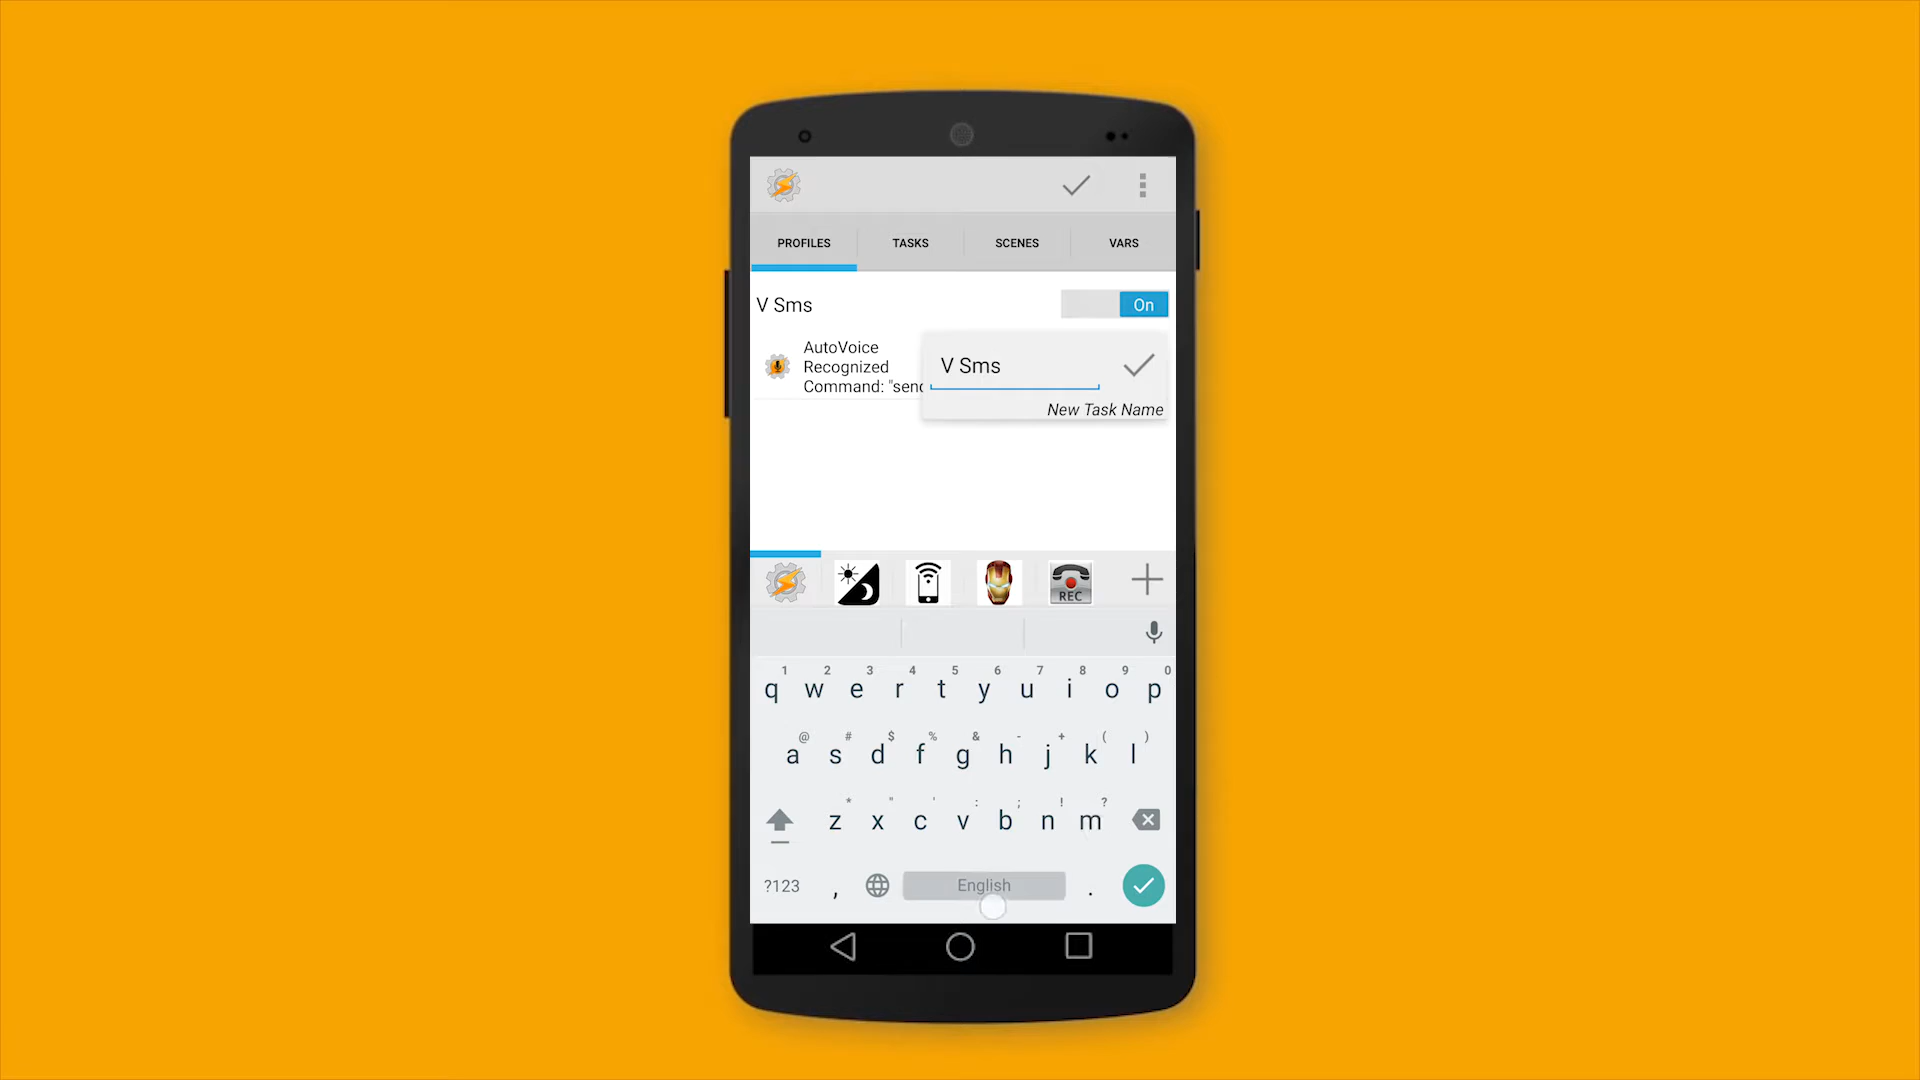 PROFILES TASKS SCENES VARS
V Sms On
AutoVoice
Recognized
Command: "send
V Sms
New Task Name
REC
1 2 3 4 5 6 7 8 9 0
q w e r t y u i o p
@ # $ % & - + ( )
a s d f g h j k l
* " ' : ; ! ?
z x c v b n m
?123 , English .